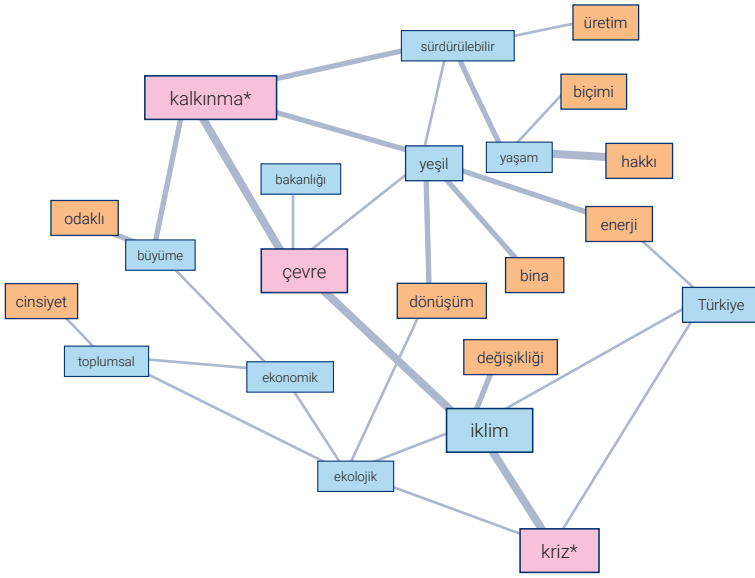 üretim
sürdürülebilir
kalkınma*
biçimi
yaşam
hakkı
yeşil
bakanlığı
odaklı
enerji
büyüme
çevre
bina
dönüşüm
cinsiyet
Türkiye
toplumsal
değişikliği
ekonomik
iklim
ekolojik
kriz*